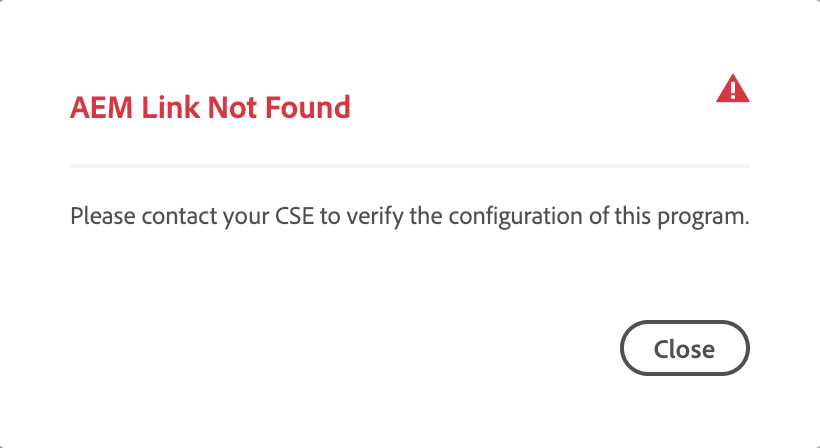 AEM Link Not Found
Please contact your CSE to verify the configuration of this program.
Close